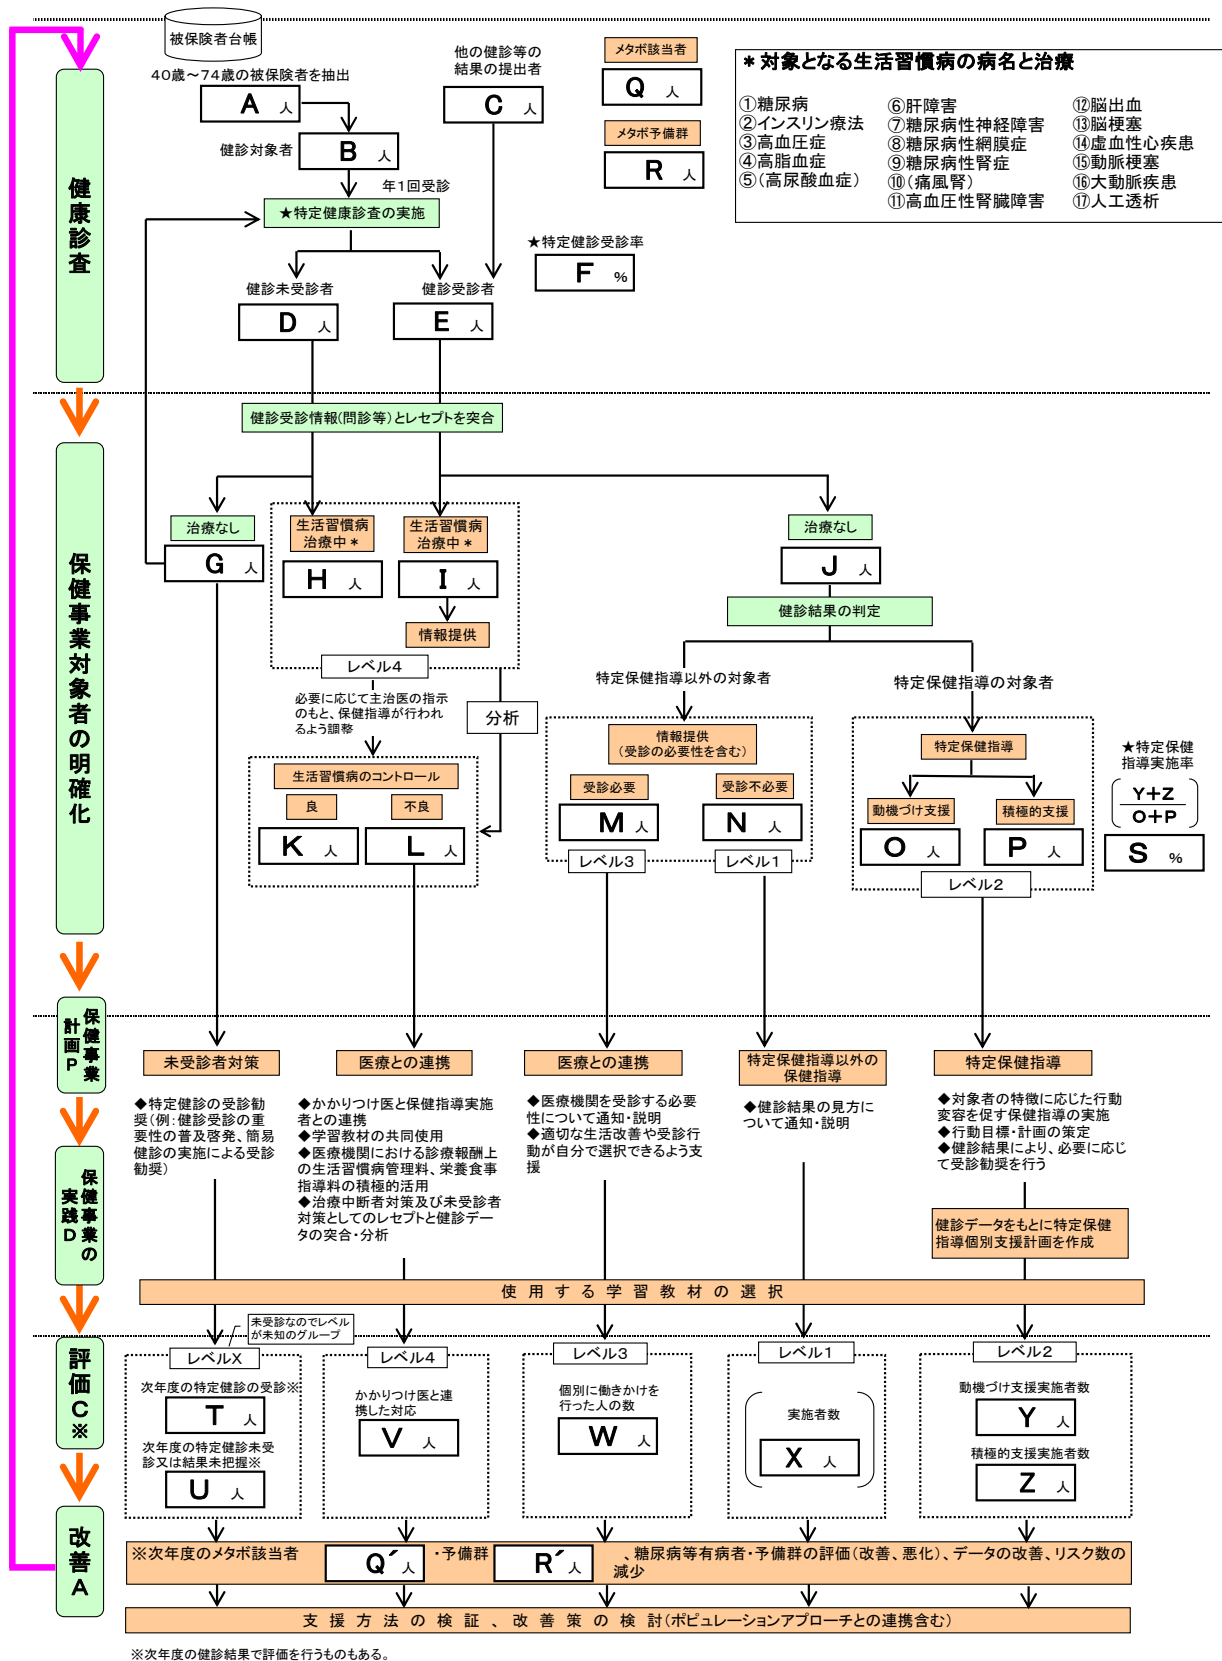 被保険者台帳
40歳～74歳の被保険者を抽出
A 人
健診対象者
B 人
年1回受診
★特定健康診査の実施
他の健診等の
結果の提出者
C 人
メタボ該当者
Q 人
メタボ予備群
R 人
★特定健診受診率
F %
＊対象となる生活習慣病の病名と治療
①糖尿病
②インスリン療法
③高血圧症
④高脂血症
⑤(高尿酸血症)
⑥肝障害
⑦糖尿病性神経障害
⑧糖尿病性網膜症
⑨糖尿病性腎症
⑩(痛風腎)
⑪高血圧性腎臓障害
⑫脳出血
⑬脳梗塞
⑭虚血性心疾患
⑮動脈梗塞
⑯大動脈疾患
⑰人工透析
健康診査
健診未受診者
D 人
健診受診者
E 人
健診受診情報(問診等)とレセプトを突合
保健事業対象者の明確化
治療なし
G 人
生活習慣病
治療中＊
H 人
生活習慣病
治療中＊
I 人
情報提供
レベル4
治療なし
J 人
健診結果の判定
必要に応じて主治医の指示
のもと、保健指導が行われ
るよう調整
分析
生活習慣病のコントロール
良
K 人
不良
L 人
特定保健指導以外の対象者
情報提供
(受診の必要性を含む)
受診必要
M 人
受診不必要
N 人
レベル3
レベル1
特定保健指導の対象者
特定保健指導
動機づけ支援
O 人
積極的支援
P 人
レベル2
★特定保健
指導実施率
Y+Z
O+P
S %
保健事業
計画P
未受診者対策
◆特定健診の受診勧
奨(例:健診受診の重
要性の普及啓発、簡易
健診の実施による受診
勧奨)
医療との連携
◆かかりつけ医と保健指導実施
者との連携
◆学習教材の共同使用
◆医療機関における診療報酬上
の生活習慣病管理料、栄養食事
指導料の積極的活用
◆治療中断者対策及び未受診者
対策としてのレセプトと健診デー
タの突合・分析
医療との連携
◆医療機関を受診する必要
性について通知・説明
◆適切な生活改善や受診行
動が自分で選択できるよう支
援
特定保健指導以外の
保健指導
◆健診結果の見方に
ついて通知・説明
特定保健指導
◆対象者の特徴に応じた行動
変容を促す保健指導の実施
◆行動目標・計画の策定
◆健診結果により、必要に応じ
て受診勧奨を行う
健診データをもとに特定保健
指導個別支援計画を作成
保健事業の
実践D
使用する学習教材の選択
未受診なのでレベル
が未知のグループ
評価C※
レベルX
次年度の特定健診の受診※
T 人
次年度の特定健診未受
診又は結果未把握※
U 人
レベル4
かかりつけ医と連
携した対応
V 人
レベル3
個別に働きかけを
行った人の数
W 人
レベル1
実施者数
X 人
レベル2
動機づけ支援実施者数
Y 人
積極的支援実施者数
Z 人
改善A
※次年度のメタボ該当者 Q´人 ・予備群 R´人 、糖尿病等有病者・予備群の評価(改善、悪化)、データの改善、リスク数の
減少
支援方法の検証、改善策の検討(ポピュレーションアプローチとの連携含む)
※次年度の健診結果で評価を行うものもある。